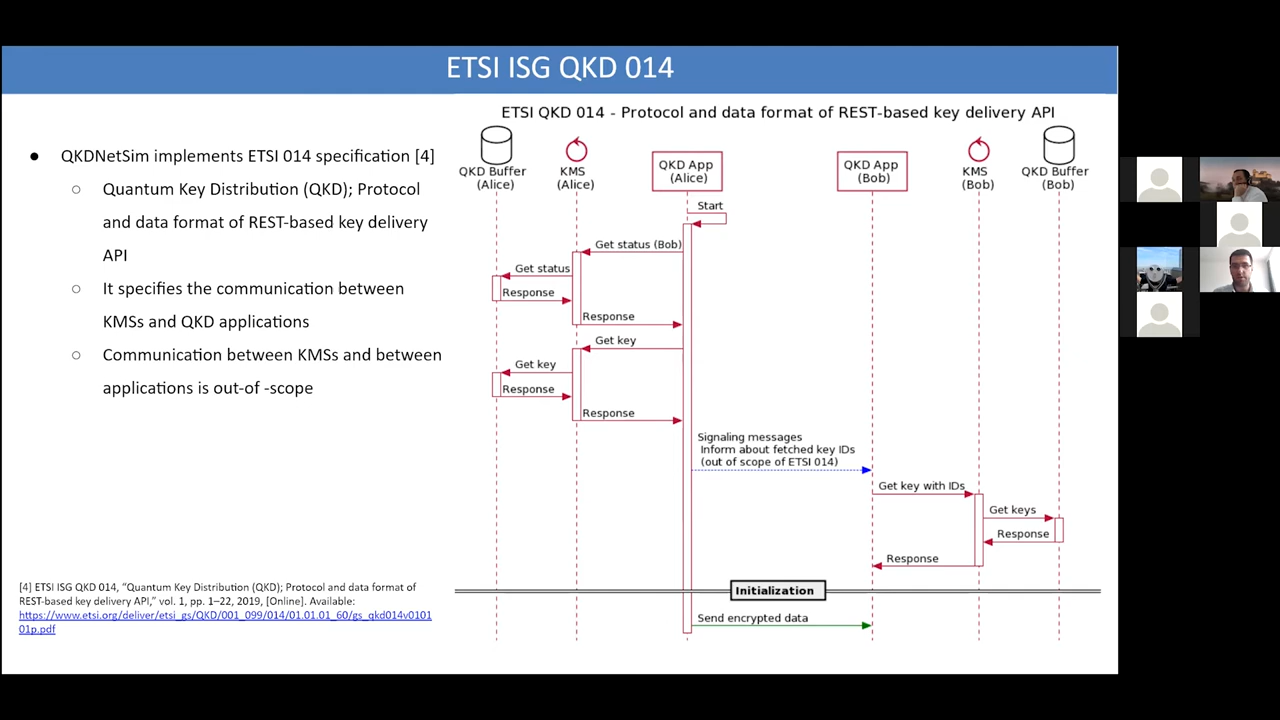 ETSI ISG QKD 014
● QKDNetSim implements ETSI 014 specification [4]
○ Quantum Key Distribution (QKD); Protocol
and data format of REST-based key delivery
API
○ It specifies the communication between
KMSs and QKD applications
○ Communication between KMSs and between
applications is out-of -scope
[4] ETSI ISG QKD 014, “Quantum Key Distribution (QKD); Protocol and data format of
REST-based key delivery API,” vol. 1, pp. 1–22, 2019, [Online]. Available:
https://www.etsi.org/deliver/etsi_gs/QKD/001_099/014/01.01.01_60/gs_qkd014v0101
01p.pdf
ETSI QKD 014 - Protocol and data format of REST-based key delivery API
QKD Buffer
(Alice)
KMS
(Alice)
QKD App
(Alice)
QKD App
(Bob)
KMS
(Bob)
QKD Buffer
(Bob)
Start
Get status (Bob)
Get status
Response
Response
Get key
Get key
Response
Response
Signaling messages
Inform about fetched key IDs
(out of scope of ETSI 014)
Get key with IDs
Get keys
Response
Response
Initialization
Send encrypted data